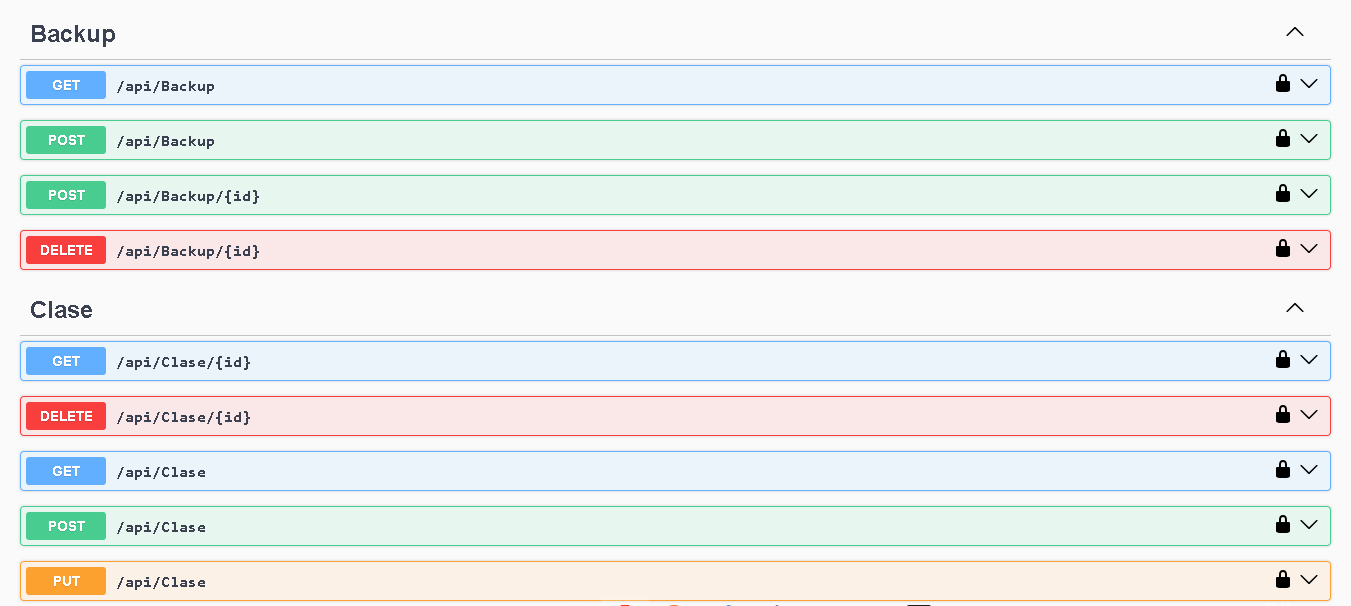 Backup
GET /api/Backup
POST /api/Backup
POST /api/Backup/{id}
DELETE /api/Backup/{id}
Clase
GET /api/Clase/{id}
DELETE /api/Clase/{id}
GET /api/Clase
POST /api/Clase
PUT /api/Clase